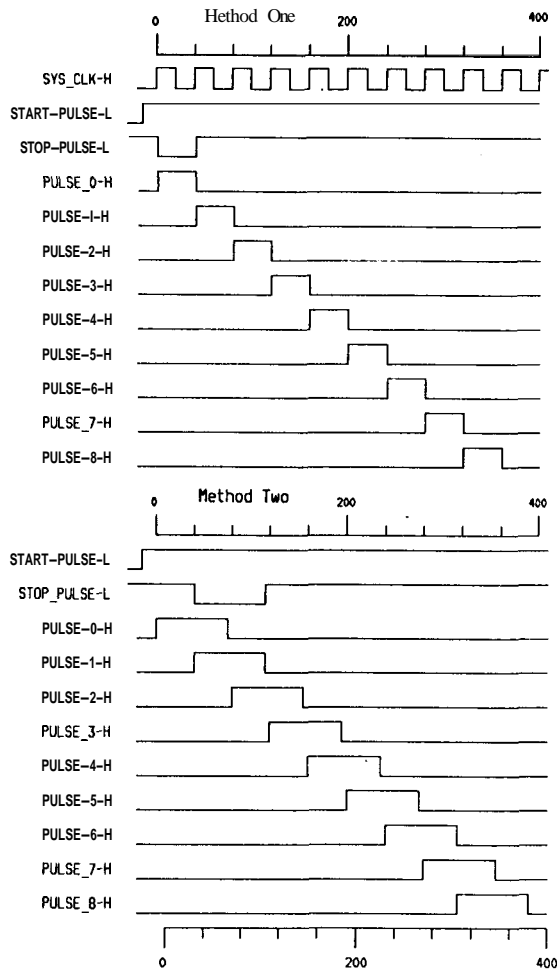 Hethod One
0 200 400
SYS_CLK-H
START-PULSE-L
STOP-PULSE-L
PULSE_0-H
PULSE-1-H
PULSE-2-H
PULSE-3-H
PULSE-4-H
PULSE-5-H
PULSE-6-H
PULSE_7-H
PULSE-8-H
Method Two
0 200 400
START-PULSE-L
STOP_PULSE-L
PULSE-0-H
PULSE-1-H
PULSE-2-H
PULSE_3-H
PULSE-4-H
PULSE-5-H
PULSE-6-H
PULSE_7-H
PULSE_8-H
0 200 400